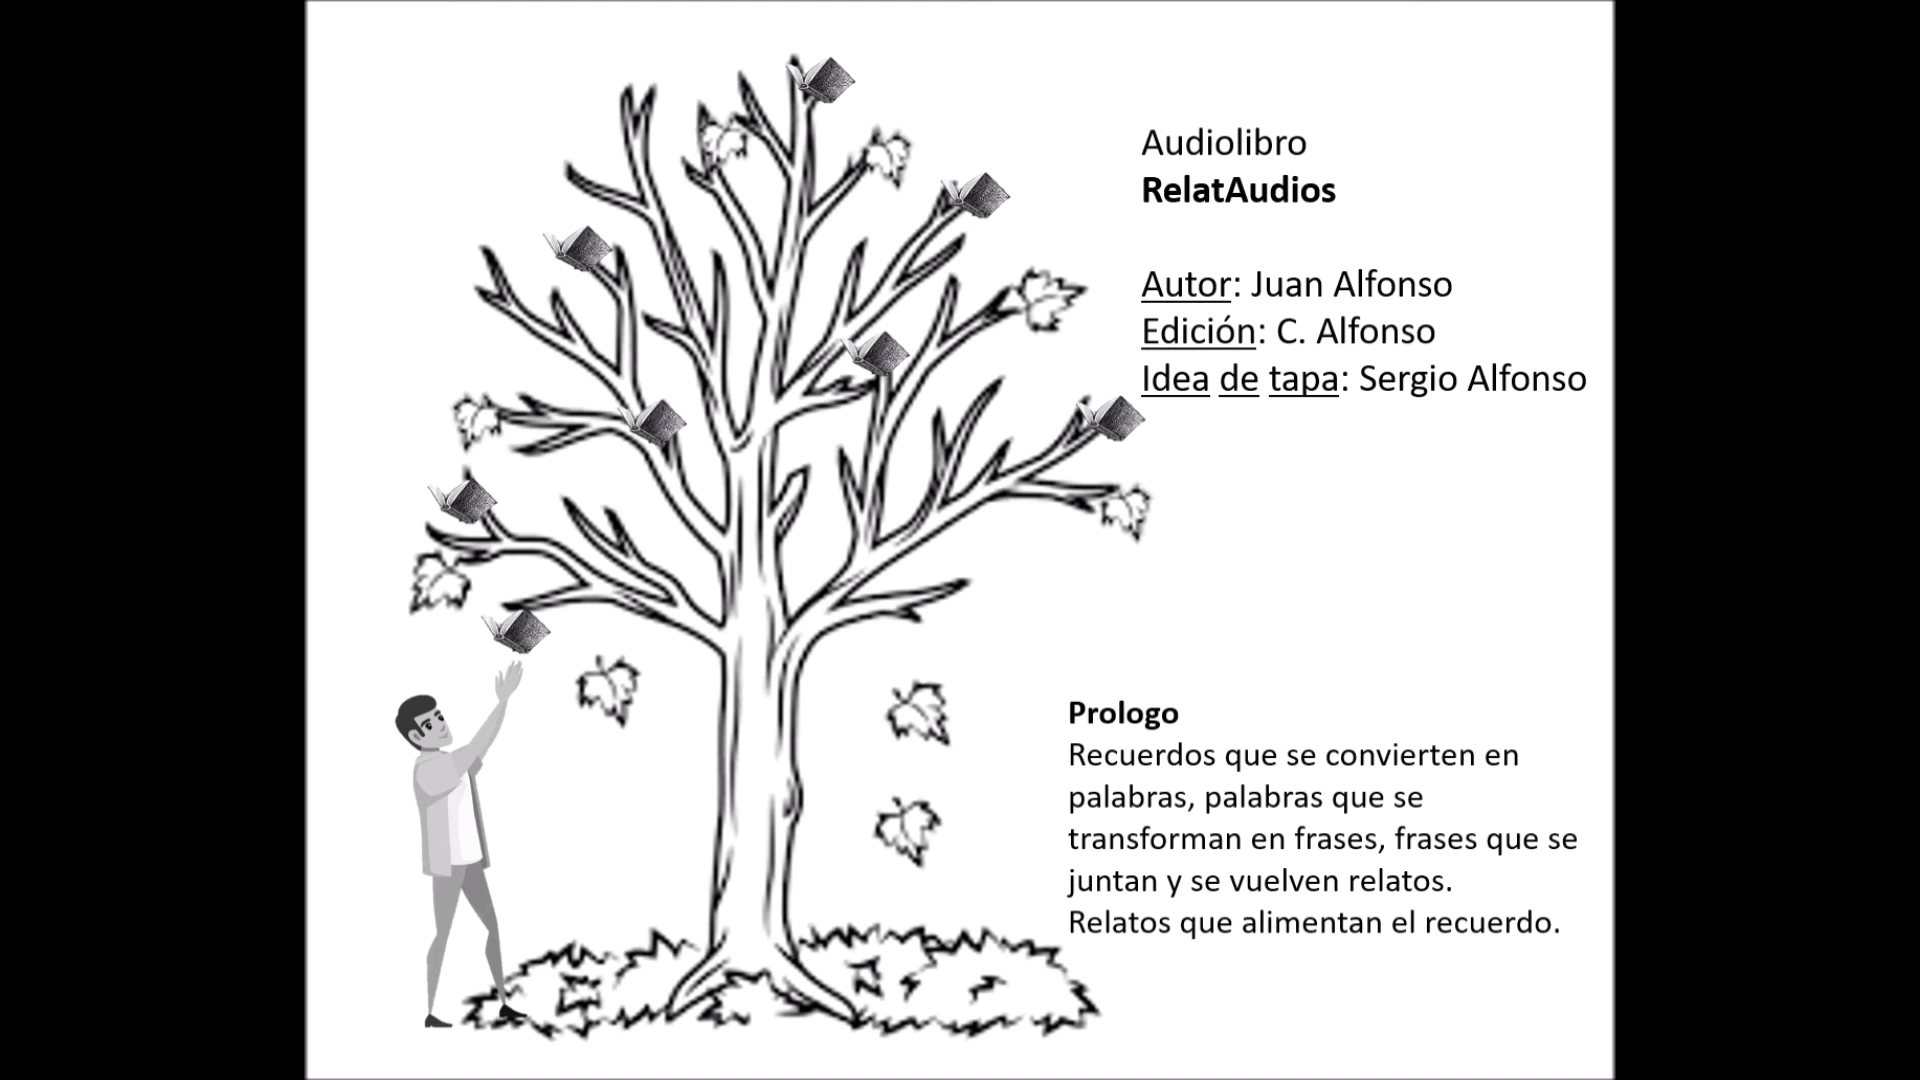 Audiolibro
RelatAudios
Autor: Juan Alfonso
Edición: C. Alfonso
Idea de tapa: Sergio Alfonso
Prologo
Recuerdos que se convierten en
palabras, palabras que se
transforman en frases, frases que se
juntan y se vuelven relatos.
Relatos que alimentan el recuerdo.